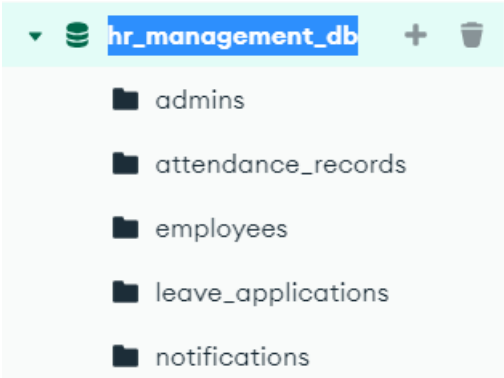 hr_management_db
admins
attendance_records
employees
leave_applications
notifications